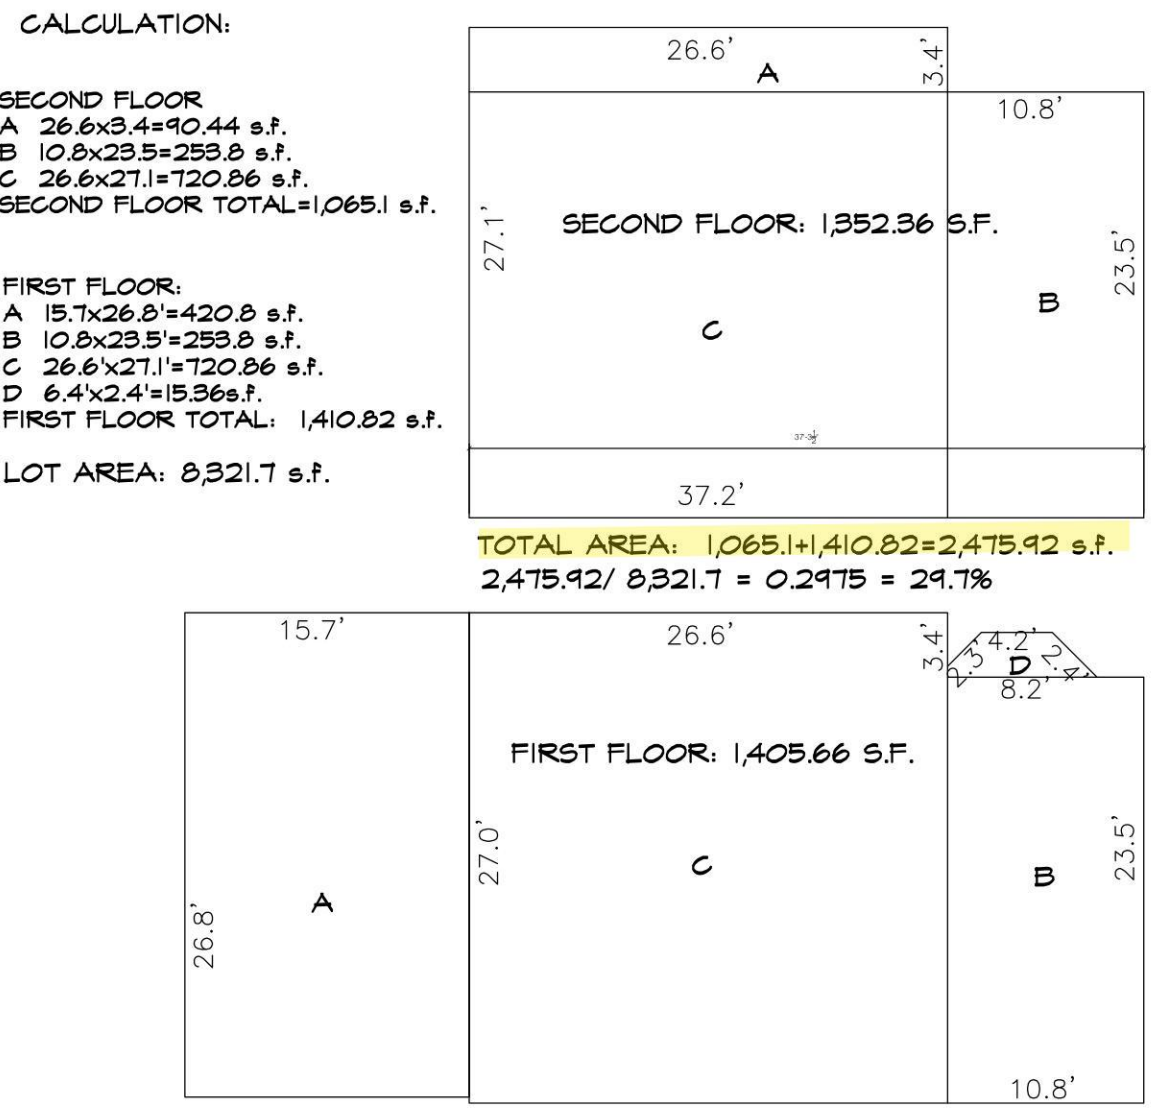 CALCULATION:
SECOND FLOOR
A 26.6x3.4=90.44 s.f.
B 10.8x23.5=253.8 s.f.
C 26.6x27.1=720.86 s.f.
SECOND FLOOR TOTAL=1,065.1 s.f.
FIRST FLOOR:
A 15.7x26.8'=420.8 s.f.
B 10.8x23.5'=253.8 s.f.
C 26.6'x27.1'=720.86 s.f.
D 6.4'x2.4'=15.36s.f.
FIRST FLOOR TOTAL: 1,410.82 s.f.
LOT AREA: 8,321.7 s.f.
26.6'
3.4'
A
10.8'
27.1'
SECOND FLOOR: 1,352.36 S.F.
23.5'
B
C
37.2'
TOTAL AREA: 1,065.1+1,410.82=2,475.92 s.f.
2,475.92/ 8,321.7 = 0.2975 = 29.7%
15.7'
26.6'
3.4'
2.3'
4.2'
2.4'
D
8.2'
FIRST FLOOR: 1,405.66 S.F.
27.0'
C
23.5'
B
A
26.8'
10.8'